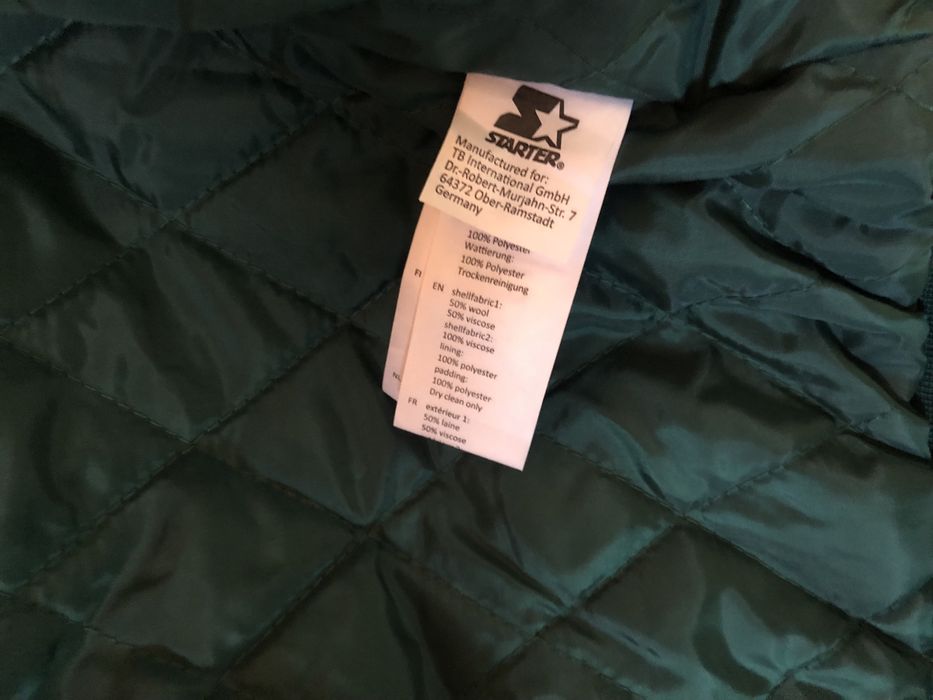 STARTER®
Manufactured for:
TB International GmbH
Dr.-Robert-Murjahn-Str. 7
64372 Ober-Ramstadt
Germany
100% Polyester
Wattierung:
100% Polyester
Trockenreinigung
FI
EN shellfabric1:
50% wool
50% viscose
shellfabric2:
100% viscose
lining:
100% polyester
padding:
NL
100% polyester
Dry clean only
FR extérieur 1:
50% laine
50% viscose